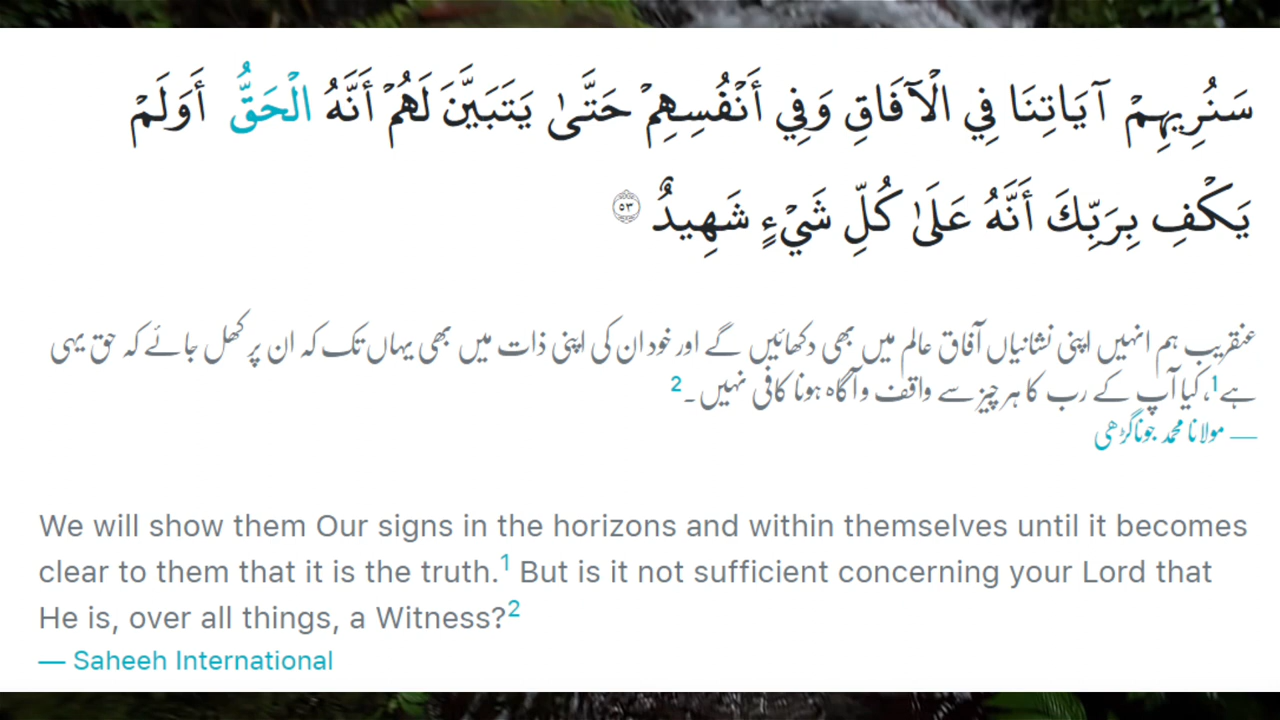 سَنُرِيهِمْ آيَاتِنَا فِي الْآفَاقِ وَفِي أَنْفُسِهِمْ حَتَّىٰ يَتَبَيَّنَ لَهُمْ أَنَّهُ الْحَقُّ أَوَلَمْ
يَكْفِ بِرَبِّكَ أَنَّهُ عَلَىٰ كُلِّ شَيْءٍ شَهِيدٌ ٥٣
عنقریب ہم انہیں اپنی نشانیاں آفاق عالم میں بھی دکھائیں گے اور خود ان کی اپنی ذات میں بھی یہاں تک کہ ان پر کھل جائے کہ حق یہی
ہے1، کیا آپ کے رب کا ہر چیز سے واقف وآگاه ہونا کافی نہیں۔2
— مولانا محمد جوناگڑھی
We will show them Our signs in the horizons and within themselves until it becomes
clear to them that it is the truth.1 But is it not sufficient concerning your Lord that
He is, over all things, a Witness?2
— Saheeh International